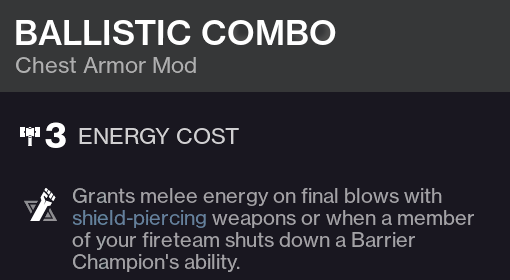 BALLISTIC COMBO
Chest Armor Mod
3 ENERGY COST
Grants melee energy on final blows with
shield-piercing weapons or when a member
of your fireteam shuts down a Barrier
Champion's ability.